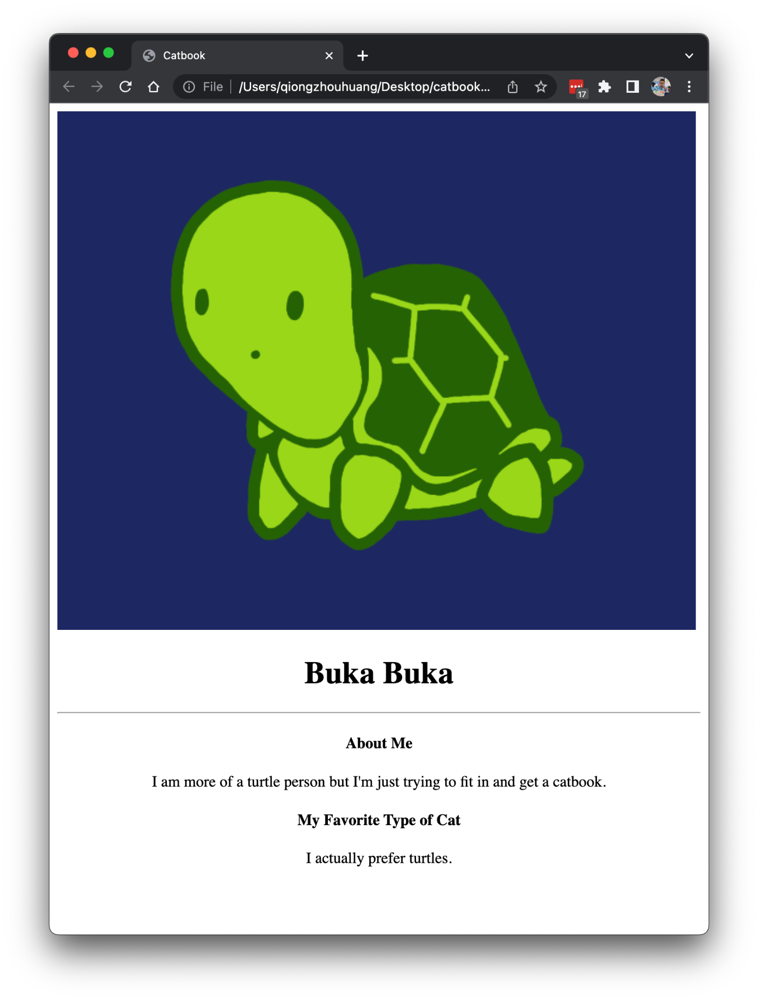 Catbook
File
/Users/qiongzhouhuang/Desktop/catbook...
17
Buka Buka
About Me
I am more of a turtle person but I'm just trying to fit in and get a catbook.
My Favorite Type of Cat
I actually prefer turtles.